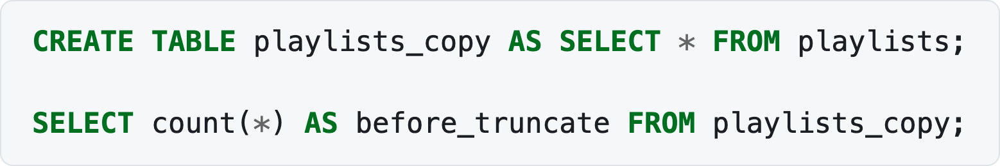 CREATE TABLE playlists_copy AS SELECT * FROM playlists;
SELECT count(*) AS before_truncate FROM playlists_copy;